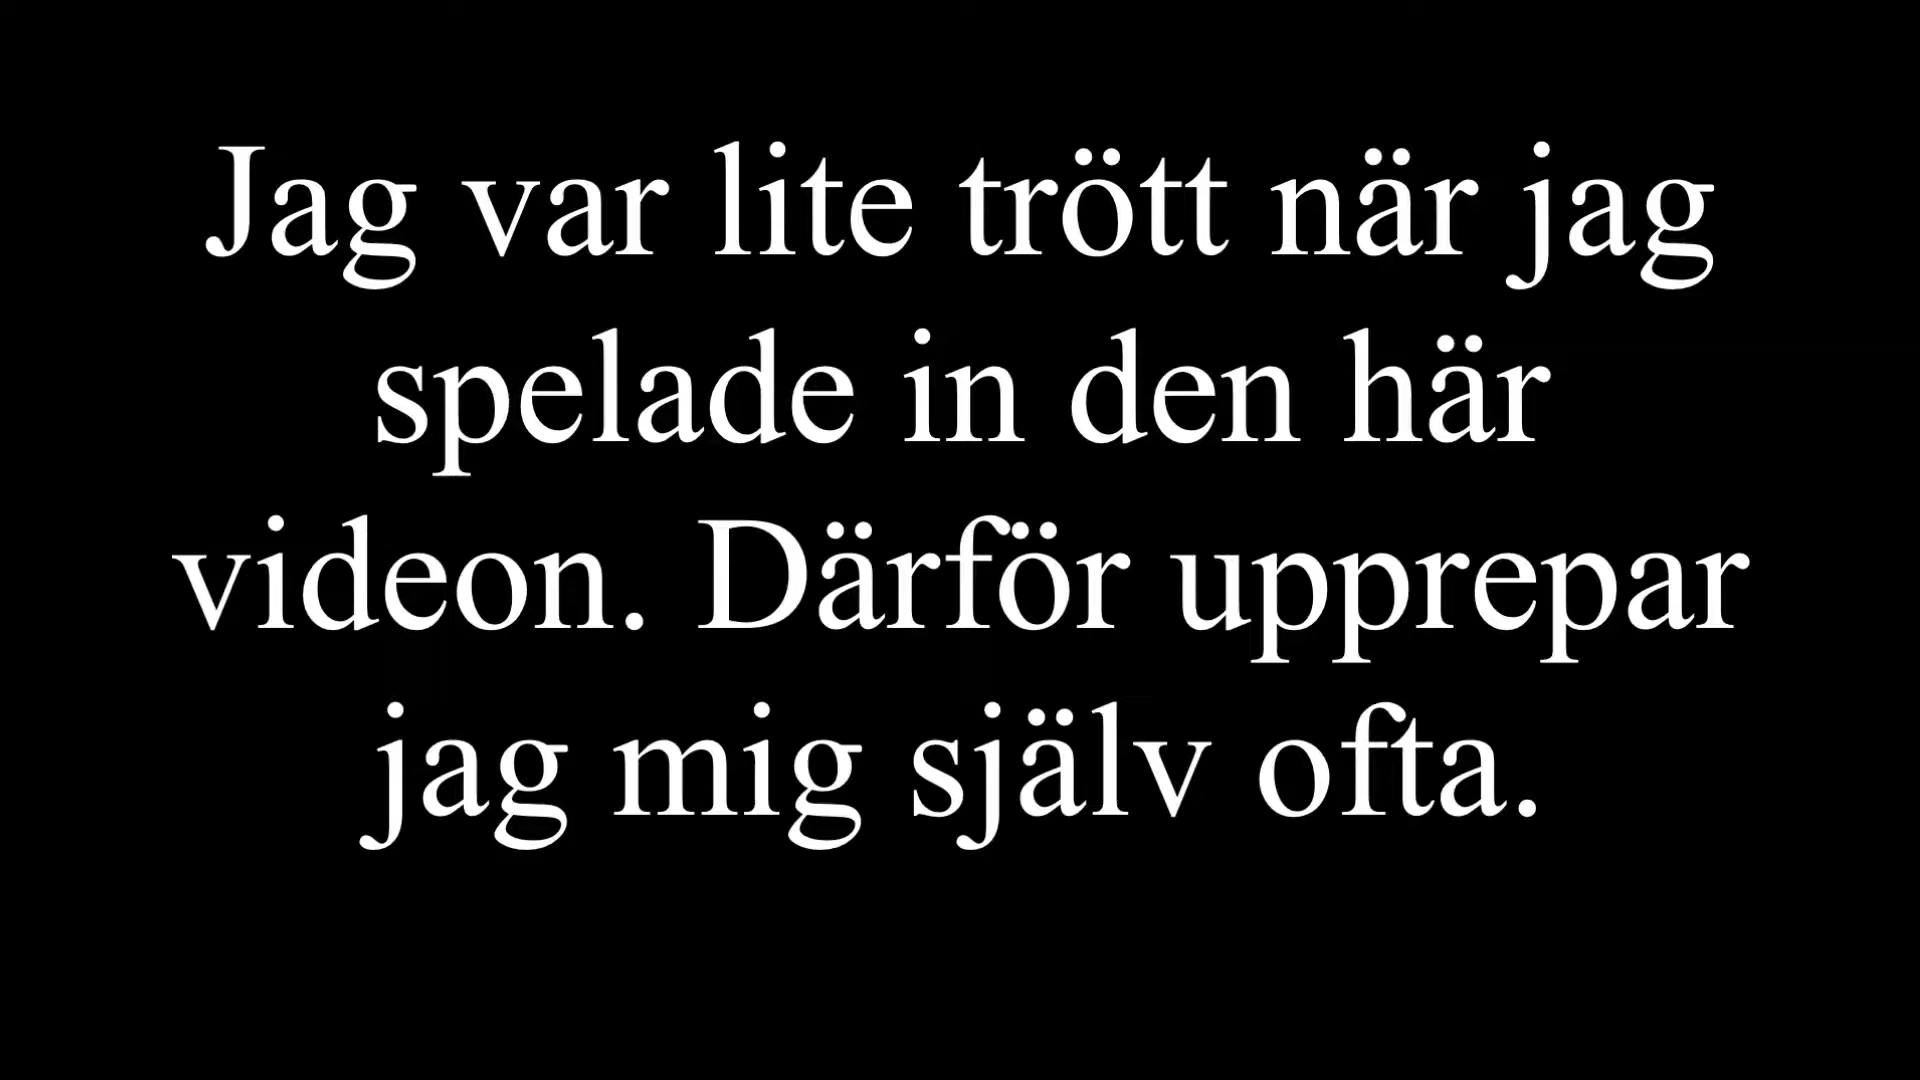 Jag var lite trött när jag
spelade in den här
videon. Därför upprepar
jag mig själv ofta.